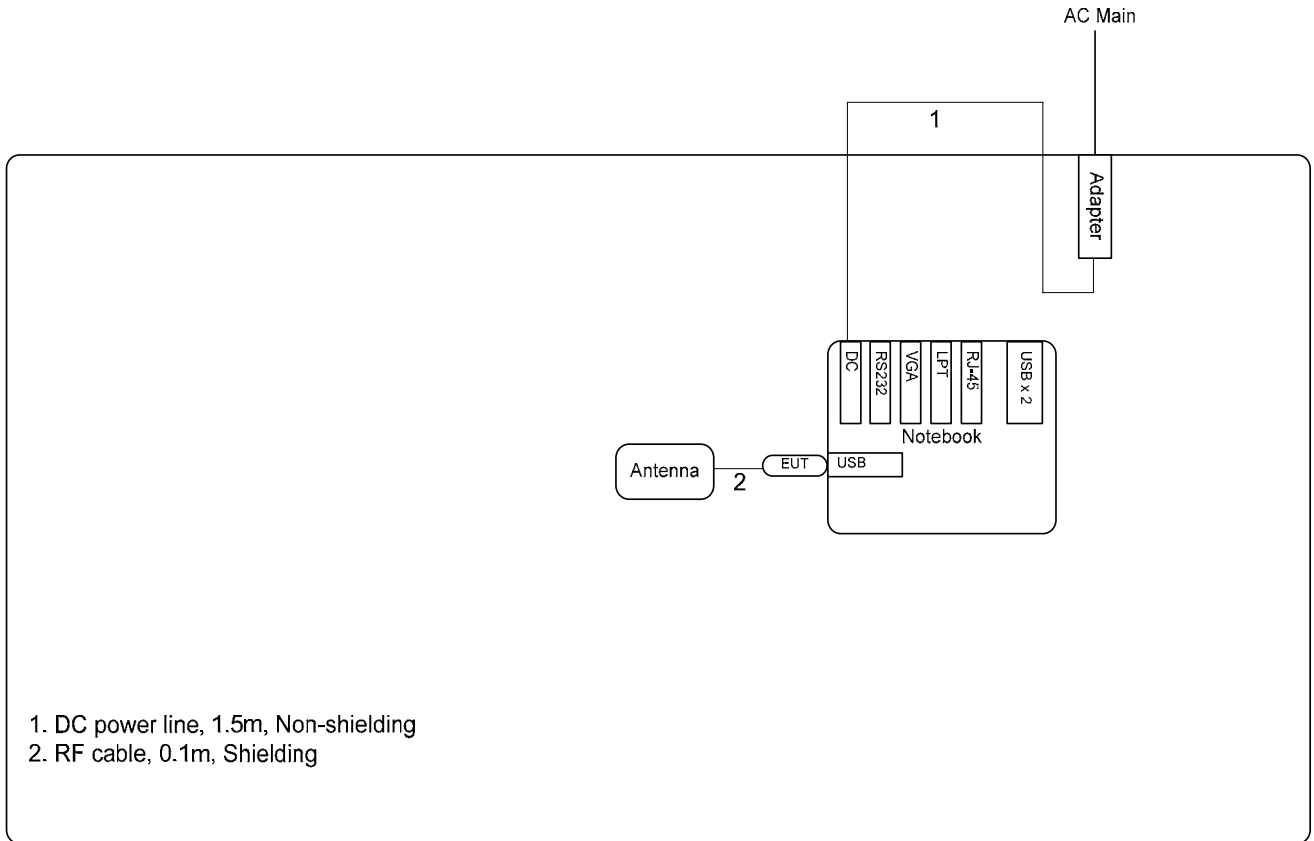 AC Main
1
Adapter
DC
RS232
VGA
LPT
RJ-45
USB x 2
Notebook
Antenna
2
EUT
USB
1. DC power line, 1.5m, Non-shielding
2. RF cable, 0.1m, Shielding